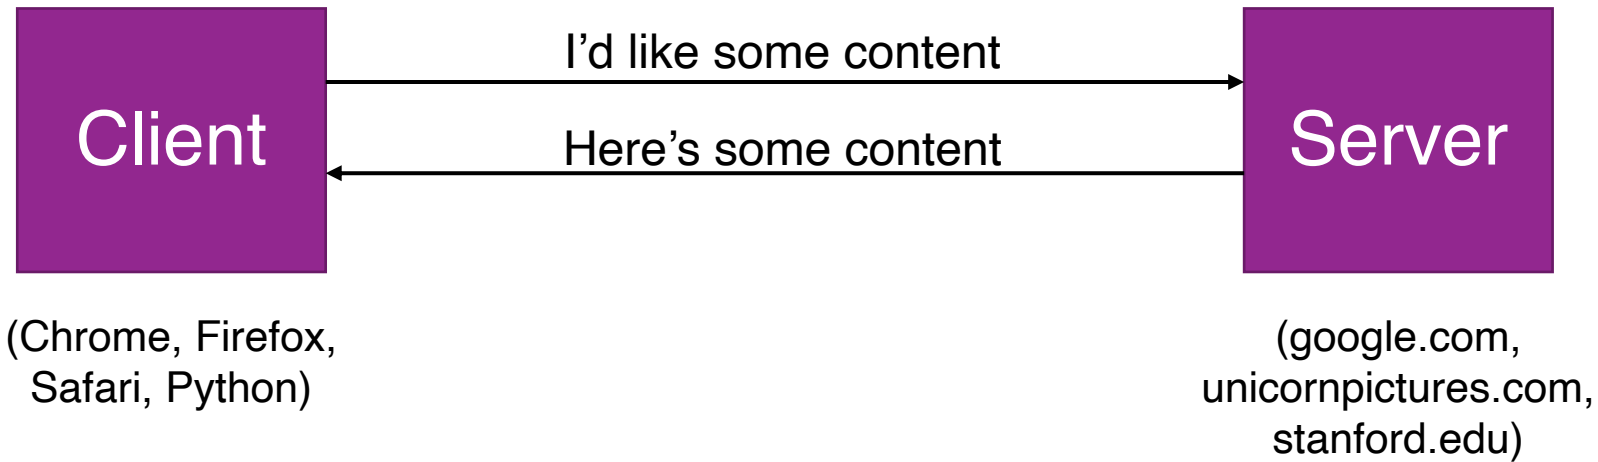 I’d like some content
Client
Here’s some content
Server
(Chrome, Firefox,
Safari, Python)
(google.com,
unicornpictures.com,
stanford.edu)